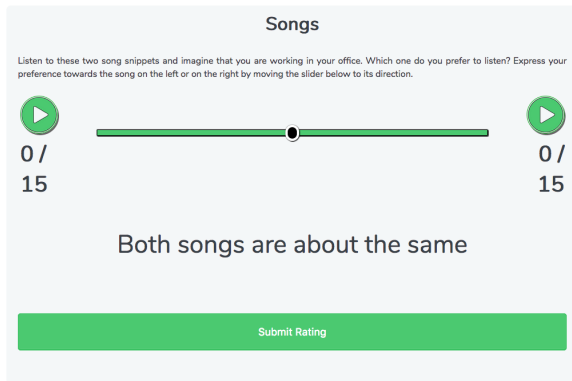 Songs
Listen to these two song snippets and imagine that you are working in your office. Which one do you prefer to listen? Express your
preference towards the song on the left or on the right by moving the slider below to its direction.
0 /
15
0 /
15
Both songs are about the same
Submit Rating